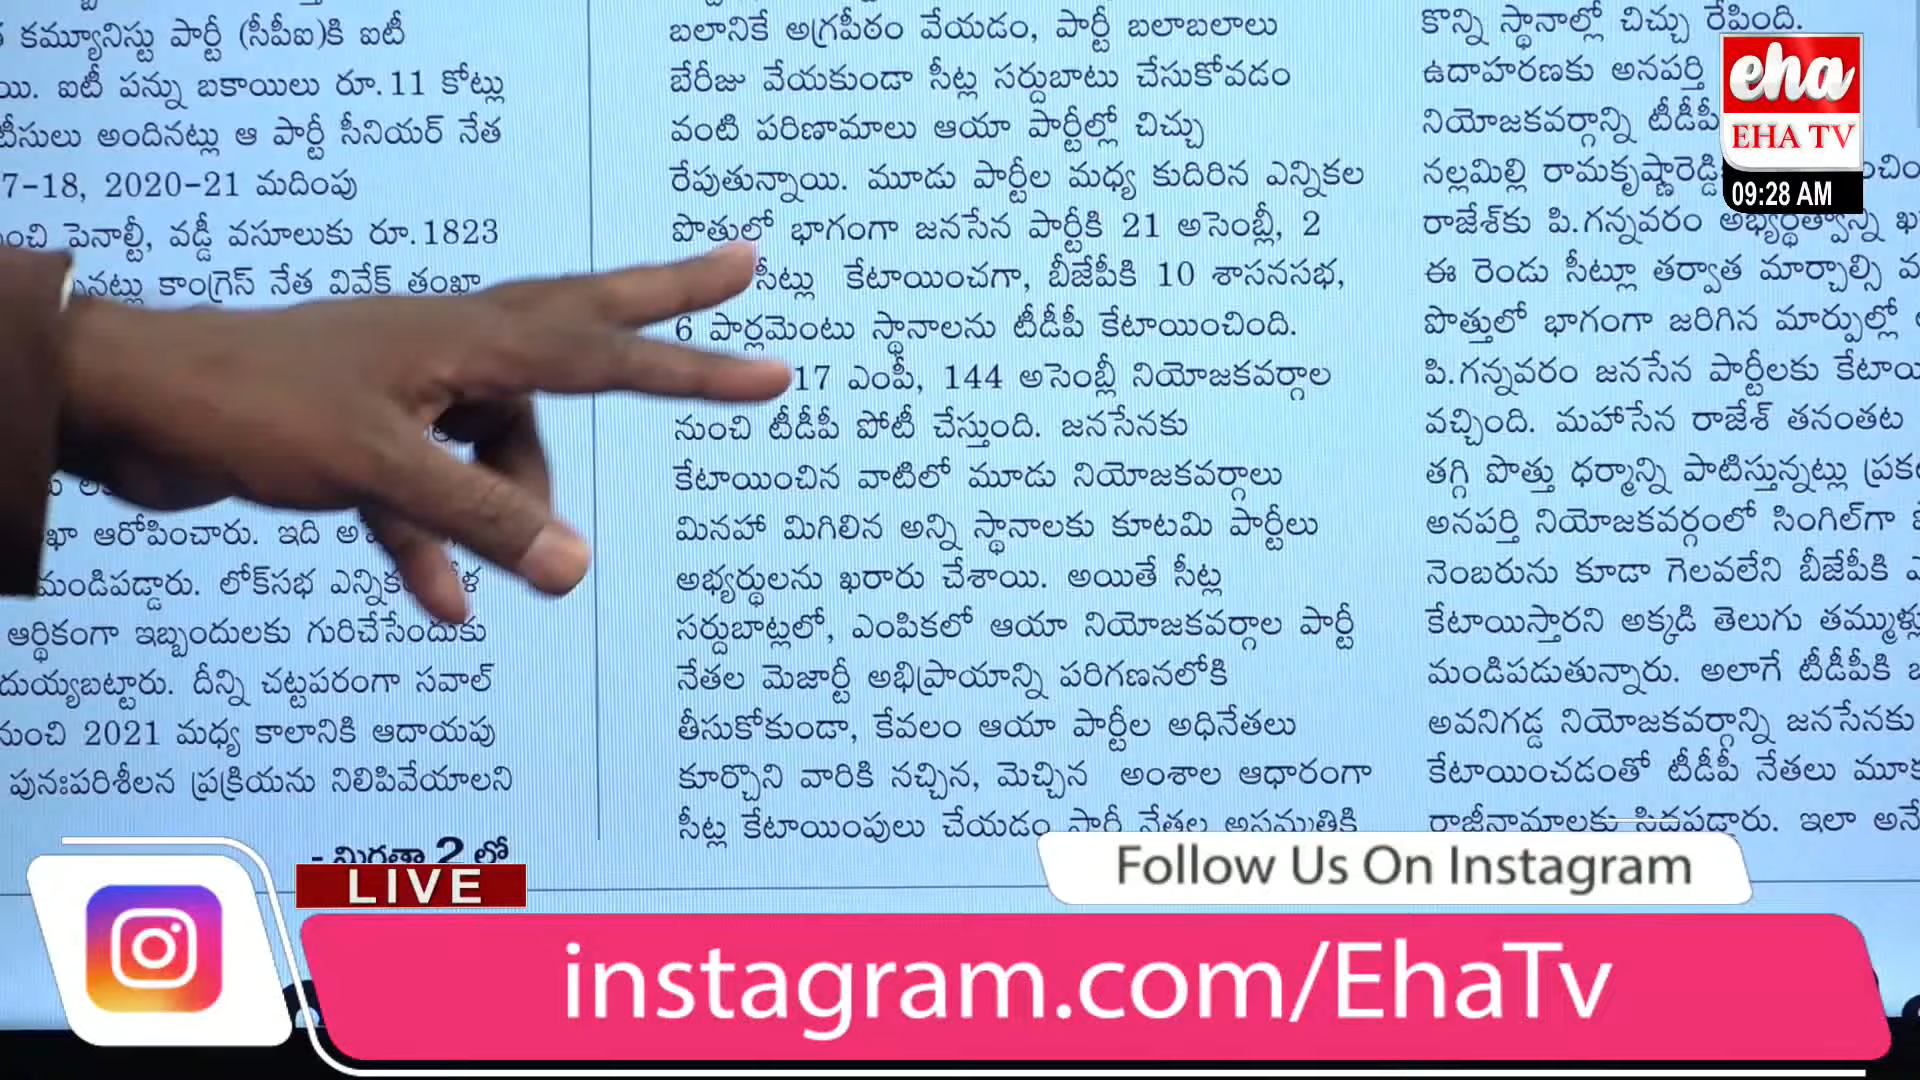 కమ్యూనిస్టు పార్టీ (సీపీఐ)కి ఐటీ
యి. ఐటీ పన్ను బకాయిలు రూ.11 కోట్లు
టీసులు అందినట్లు ఆ పార్టీ సీనియర్ నేత
7-18, 2020-21 మదింపు
ంచి పెనాల్టీ, వడ్డీ వసూలుకు రూ.1823
కాంగ్రెస్ నేత వివేక్ తంఖా
ఖా ఆరోపించారు. ఇది
మండిపడ్డారు. లోక్‌సభ
ఆర్థికంగా ఇబ్బందులకు గురిచేసేందుకు
దుయ్యబట్టారు. దీన్ని చట్టపరంగా సవాల్
నుంచి 2021 మధ్య కాలానికి ఆదాయపు
పునఃపరిశీలన ప్రక్రియను నిలిపివేయాలని
- మిగతా 2 లో
బలానికే అగ్రపీఠం వేయడం, పార్టీ బలాబలాలు
బేరీజు వేయకుండా సీట్ల సర్దుబాటు చేసుకోవడం
వంటి పరిణామాలు ఆయా పార్టీల్లో చిచ్చు
రేపుతున్నాయి. మూడు పార్టీల మధ్య కుదిరిన ఎన్నికల
పొత్తులో భాగంగా జనసేన పార్టీకి 21 అసెంబ్లీ, 2
సీట్లు కేటాయించగా, బీజేపీకి 10 శాసనసభ,
6 పార్లమెంటు స్థానాలను టీడీపీ కేటాయించింది.
17 ఎంపీ, 144 అసెంబ్లీ నియోజకవర్గాల
నుంచి టీడీపీ పోటీ చేస్తుంది. జనసేనకు
కేటాయించిన వాటిలో మూడు నియోజకవర్గాలు
మినహా మిగిలిన అన్ని స్థానాలకు కూటమి పార్టీలు
అభ్యర్థులను ఖరారు చేశాయి. అయితే సీట్ల
సర్దుబాట్లలో, ఎంపికలో ఆయా నియోజకవర్గాల పార్టీ
నేతల మెజార్టీ అభిప్రాయాన్ని పరిగణనలోకి
తీసుకోకుండా, కేవలం ఆయా పార్టీల అధినేతలు
కూర్చొని వారికి నచ్చిన, మెచ్చిన అంశాల ఆధారంగా
సీట్ల కేటాయింపులు చేయడం పార్టీ నేతల అసమ్మతికి
కొన్ని స్థానాల్లో చిచ్చు రేపింది.
ఉదాహరణకు అనపర్తి
నియోజకవర్గాన్ని టీడీపీ
నల్లమిల్లి రామకృష్ణారెడ్డి
రాజేశ్‌కు పి.గన్నవరం అభ్యర్థిత్వాన్ని
ఈ రెండు సీట్లూ తర్వాత మార్చాల్సి
పొత్తులో భాగంగా జరిగిన మార్పుల్లో
పి.గన్నవరం జనసేన పార్టీలకు
వచ్చింది. మహాసేన రాజేశ్ తనంతట
తగ్గి పొత్తు ధర్మాన్ని పాటిస్తున్నట్లు
అనపర్తి నియోజకవర్గంలో సింగిల్‌గా
నెంబరును కూడా గెలవలేని బీజేపీకి
కేటాయిస్తారని అక్కడి తెలుగు తమ్ముళ్లు
మండిపడుతున్నారు. అలాగే టీడీపీకి
అవనిగడ్డ నియోజకవర్గాన్ని జనసేనకు
కేటాయించడంతో టీడీపీ నేతలు
రాజీనామాలకు సిద్ధపడ్డారు. ఇలా
eha
EHA TV
09:28 AM
LIVE
Follow Us On Instagram
instagram.com/EhaTv